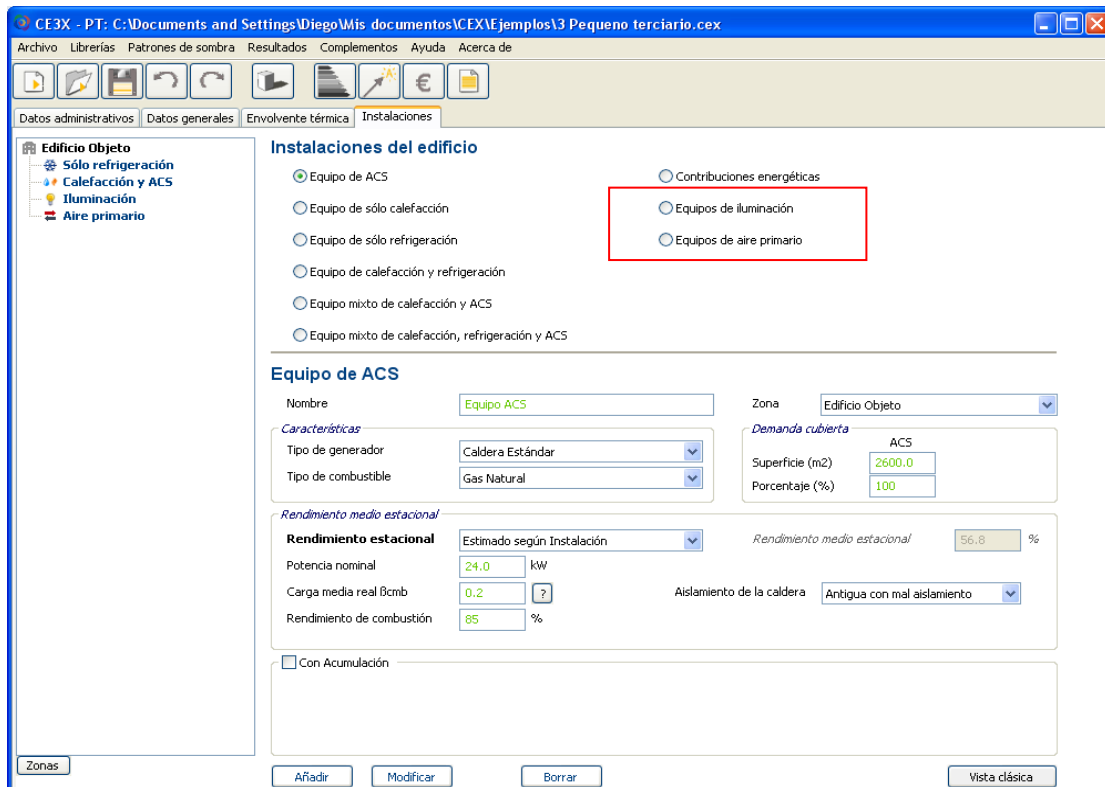 CE3X - PT: C:\Documents and Settings\Diego\Mis documentos\CEX\Ejemplos\3 Pequeno terciario.cex
Archivo Librerías Patrones de sombra Resultados Complementos Ayuda Acerca de
€
Datos administrativos Datos generales Envolvente térmica Instalaciones
Edificio Objeto
Sólo refrigeración
Calefacción y ACS
Iluminación
Aire primario
Instalaciones del edificio
Equipo de ACS Contribuciones energéticas
Equipo de sólo calefacción Equipos de iluminación
Equipo de sólo refrigeración Equipos de aire primario
Equipo de calefacción y refrigeración
Equipo mixto de calefacción y ACS
Equipo mixto de calefacción, refrigeración y ACS
Equipo de ACS
Nombre Equipo ACS Zona Edificio Objeto
Características Demanda cubierta
ACS
Tipo de generador Caldera Estándar
Superficie (m2) 2600.0
Tipo de combustible Gas Natural
Porcentaje (%) 100
Rendimiento medio estacional
Rendimiento estacional Estimado según Instalación Rendimiento medio estacional 56.8 %
Potencia nominal 24.0 kW
Carga media real βcmb 0.2 ? Aislamiento de la caldera Antigua con mal aislamiento
Rendimiento de combustión 85 %
Con Acumulación
Zonas
Añadir Modificar Borrar Vista clásica